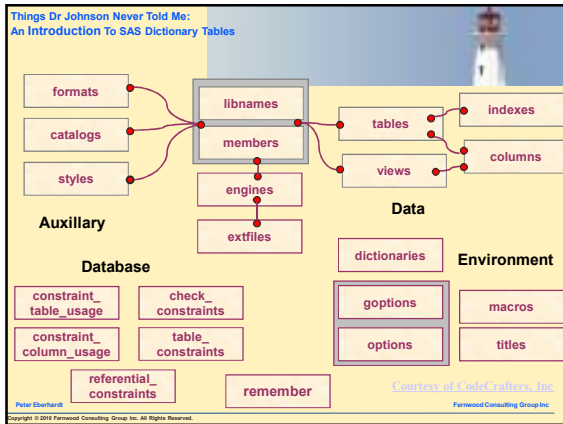 Things Dr Johnson Never Told Me:
An Introduction To SAS Dictionary Tables
formats
catalogs
styles
libnames
members
engines
extfiles
tables
views
indexes
columns
Auxillary
Data
Database
Environment
dictionaries
constraint_
table_usage
check_
constraints
constraint_
column_usage
table_
constraints
referential_
constraints
remember
goptions
options
macros
titles
Courtesy of CodeCrafters, Inc
Peter Eberhardt
Fernwood Consulting Group Inc
Copyright © 2010 Fernwood Consulting Group Inc. All Rights Reserved.